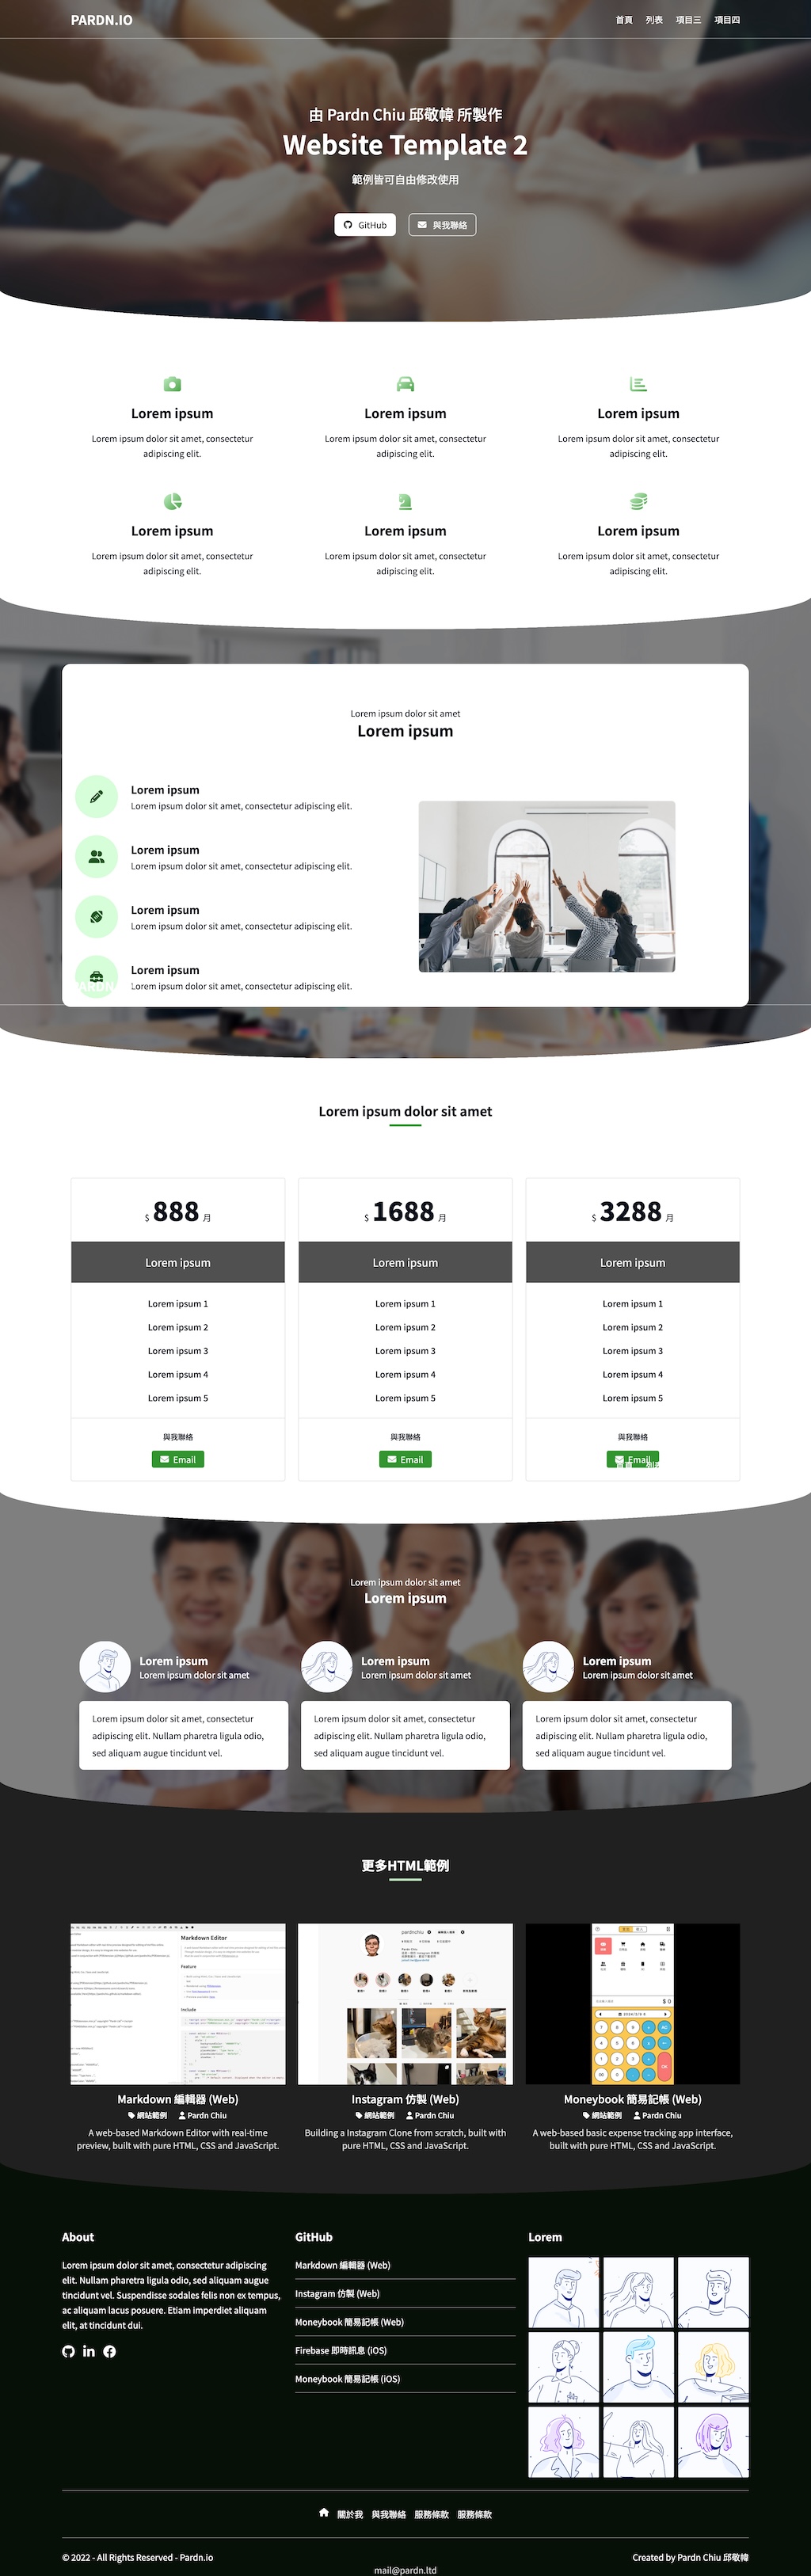 PARDN.IO
首頁 列表 項目三 項目四
由 Pardn Chiu 邱敬幃 所製作
Website Template 2
範例皆可自由修改使用
GitHub 與我聯絡
Lorem ipsum
Lorem ipsum dolor sit amet, consectetur
adipiscing elit.
Lorem ipsum
Lorem ipsum dolor sit amet, consectetur
adipiscing elit.
Lorem ipsum
Lorem ipsum dolor sit amet, consectetur
adipiscing elit.
Lorem ipsum
Lorem ipsum dolor sit amet, consectetur
adipiscing elit.
Lorem ipsum
Lorem ipsum dolor sit amet, consectetur
adipiscing elit.
Lorem ipsum
Lorem ipsum dolor sit amet, consectetur
adipiscing elit.
Lorem ipsum dolor sit amet
Lorem ipsum
Lorem ipsum
Lorem ipsum dolor sit amet, consectetur adipiscing elit.
Lorem ipsum
Lorem ipsum dolor sit amet, consectetur adipiscing elit.
Lorem ipsum
Lorem ipsum dolor sit amet, consectetur adipiscing elit.
Lorem ipsum
Lorem ipsum dolor sit amet, consectetur adipiscing elit.
Lorem ipsum dolor sit amet
$ 888 月
Lorem ipsum
Lorem ipsum 1
Lorem ipsum 2
Lorem ipsum 3
Lorem ipsum 4
Lorem ipsum 5
與我聯絡
Email
$ 1688 月
Lorem ipsum
Lorem ipsum 1
Lorem ipsum 2
Lorem ipsum 3
Lorem ipsum 4
Lorem ipsum 5
與我聯絡
Email
$ 3288 月
Lorem ipsum
Lorem ipsum 1
Lorem ipsum 2
Lorem ipsum 3
Lorem ipsum 4
Lorem ipsum 5
與我聯絡
Email
Lorem ipsum dolor sit amet
Lorem ipsum
Lorem ipsum
Lorem ipsum dolor sit amet
Lorem ipsum dolor sit amet, consectetur
adipiscing elit. Nullam pharetra ligula odio,
sed aliquam augue tincidunt vel.
Lorem ipsum
Lorem ipsum dolor sit amet
Lorem ipsum dolor sit amet, consectetur
adipiscing elit. Nullam pharetra ligula odio,
sed aliquam augue tincidunt vel.
Lorem ipsum
Lorem ipsum dolor sit amet
Lorem ipsum dolor sit amet, consectetur
adipiscing elit. Nullam pharetra ligula odio,
sed aliquam augue tincidunt vel.
更多HTML範例
Markdown Editor
Feature
Include
Markdown 編輯器 (Web)
網站範例 Pardn Chiu
A web-based Markdown Editor with real-time
preview, built with pure HTML, CSS and JavaScript.
pardnchiu
Instagram 仿製 (Web)
網站範例 Pardn Chiu
Building a Instagram Clone from scratch, built with
pure HTML, CSS and JavaScript.
$ 0
Moneybook 簡易記帳 (Web)
網站範例 Pardn Chiu
A web-based basic expense tracking app interface,
built with pure HTML, CSS and JavaScript.
About
Lorem ipsum dolor sit amet, consectetur adipiscing
elit. Nullam pharetra ligula odio, sed aliquam augue
tincidunt vel. Suspendisse sodales felis non ex tempus,
ac aliquam lacus posuere. Etiam imperdiet aliquam
elit, at tincidunt dui.
GitHub
Markdown 編輯器 (Web)
Instagram 仿製 (Web)
Moneybook 簡易記帳 (Web)
Firebase 即時訊息 (iOS)
Moneybook 簡易記帳 (iOS)
Lorem
關於我 與我聯絡 服務條款 服務條款
© 2022 - All Rights Reserved - Pardn.io
Created by Pardn Chiu 邱敬幃
mail@pardn.ltd